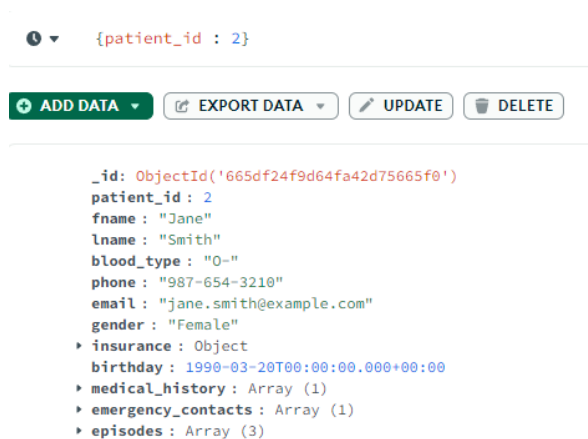 {patient_id : 2}
ADD DATA EXPORT DATA UPDATE DELETE
_id: ObjectId('665df24f9d64fa42d75665f0')
patient_id : 2
fname : "Jane"
lname : "Smith"
blood_type : "O-"
phone : "987-654-3210"
email : "jane.smith@example.com"
gender : "Female"
insurance : Object
birthday : 1990-03-20T00:00:00.000+00:00
medical_history : Array (1)
emergency_contacts : Array (1)
episodes : Array (3)